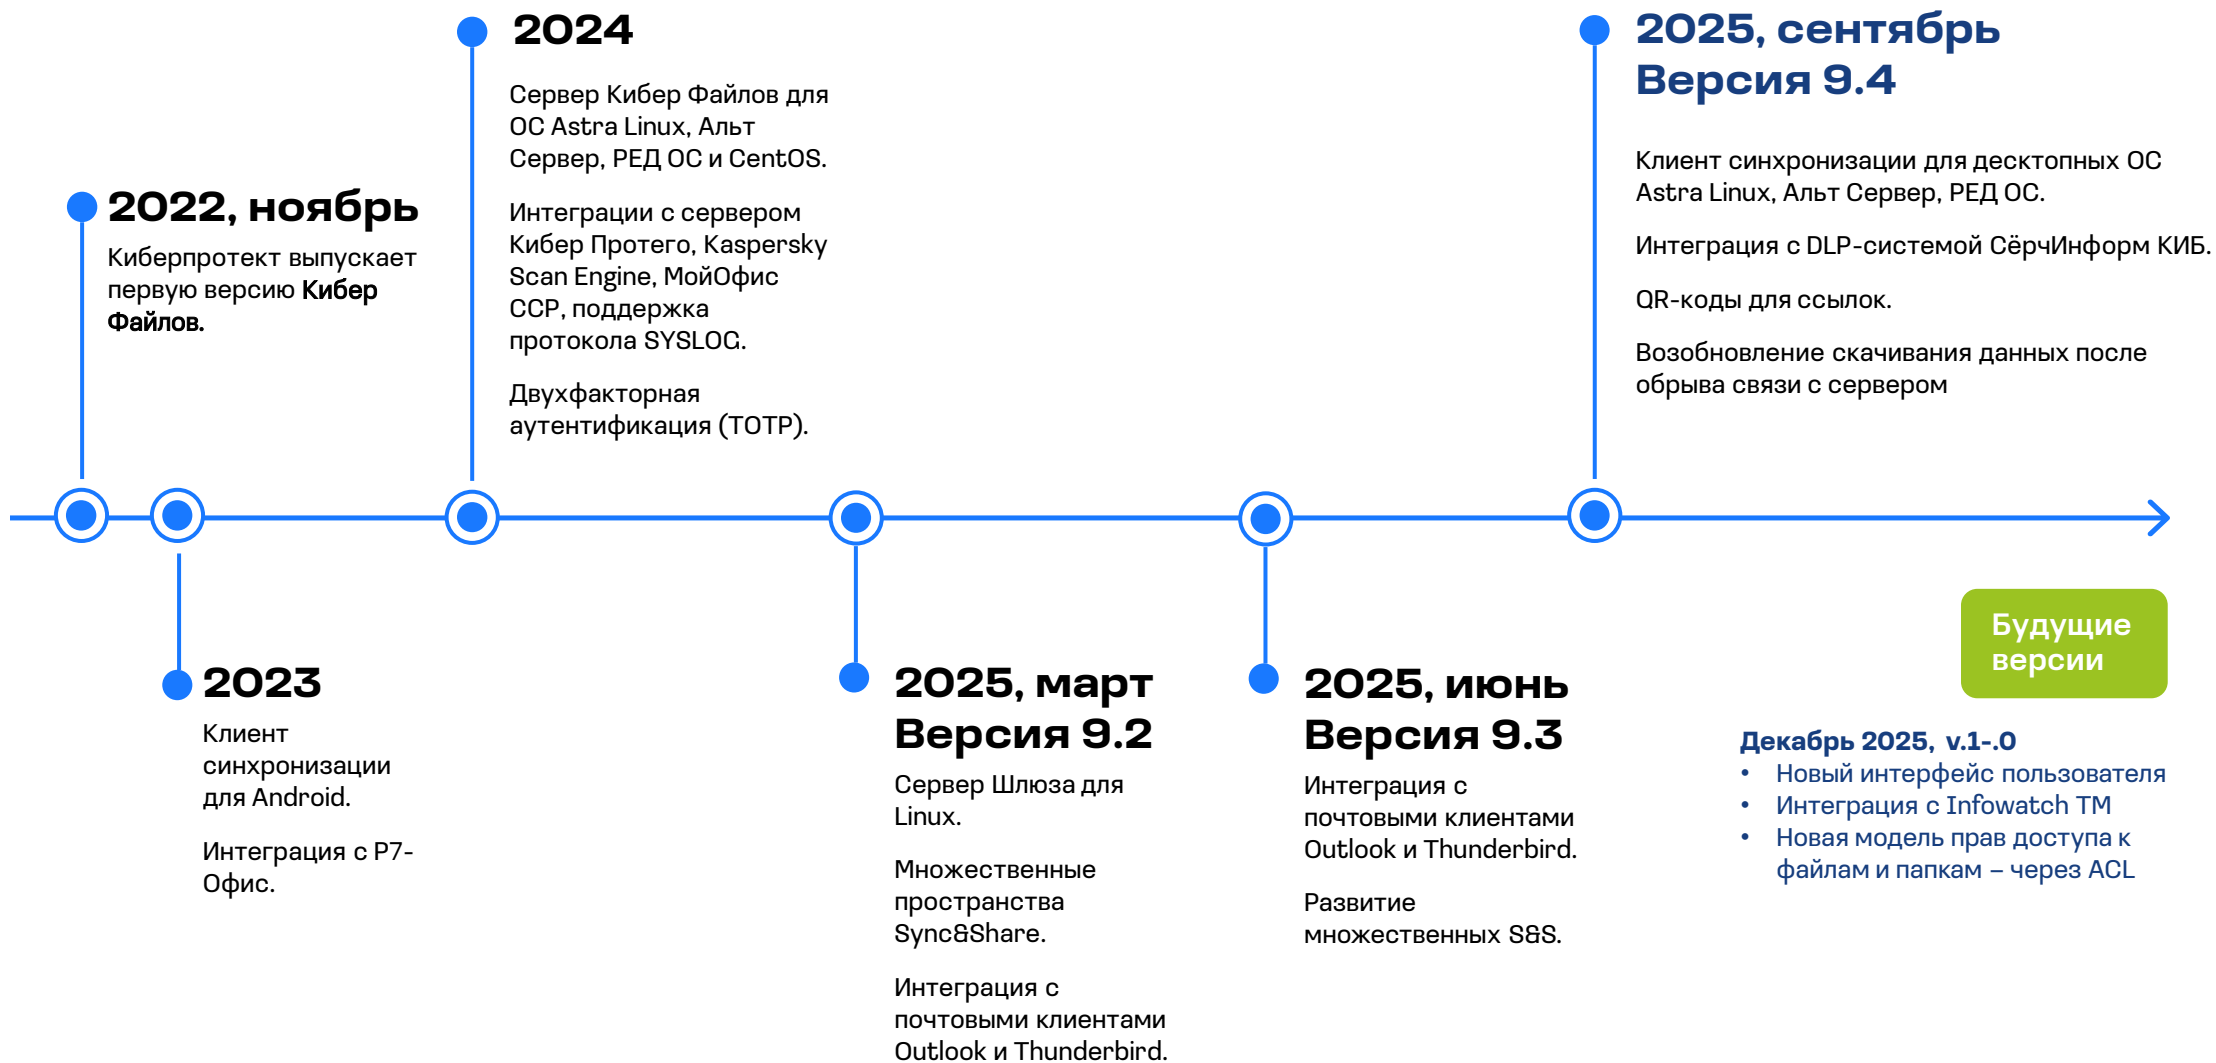 2022, ноябрь
Киберпротект выпускает
первую версию Кибер
Файлов.
2023
Клиент
синхронизации
для Android.
Интеграция с Р7-
Офис.
2024
Сервер Кибер Файлов для
ОС Astra Linux, Альт
Сервер, РЕД ОС и CentOS.
Интеграции с сервером
Кибер Протего, Kaspersky
Scan Engine, МойОфис
ССР, поддержка
протокола SYSLOG.
Двухфакторная
аутентификация (TOTP).
2025, март
Версия 9.2
Сервер Шлюза для
Linux.
Множественные
пространства
Sync&Share.
Интеграция с
почтовыми клиентами
Outlook и Thunderbird.
2025, июнь
Версия 9.3
Интеграция с
почтовыми клиентами
Outlook и Thunderbird.
Развитие
множественных S&S.
2025, сентябрь
Версия 9.4
Клиент синхронизации для десктопных ОС
Astra Linux, Альт Сервер, РЕД ОС.
Интеграция с DLP-системой СёрчИнформ КИБ.
QR-коды для ссылок.
Возобновление скачивания данных после
обрыва связи с сервером
Будущие
версии
Декабрь 2025, v.1-.0
• Новый интерфейс пользователя
• Интеграция с Infowatch TM
• Новая модель прав доступа к
файлам и папкам – через ACL